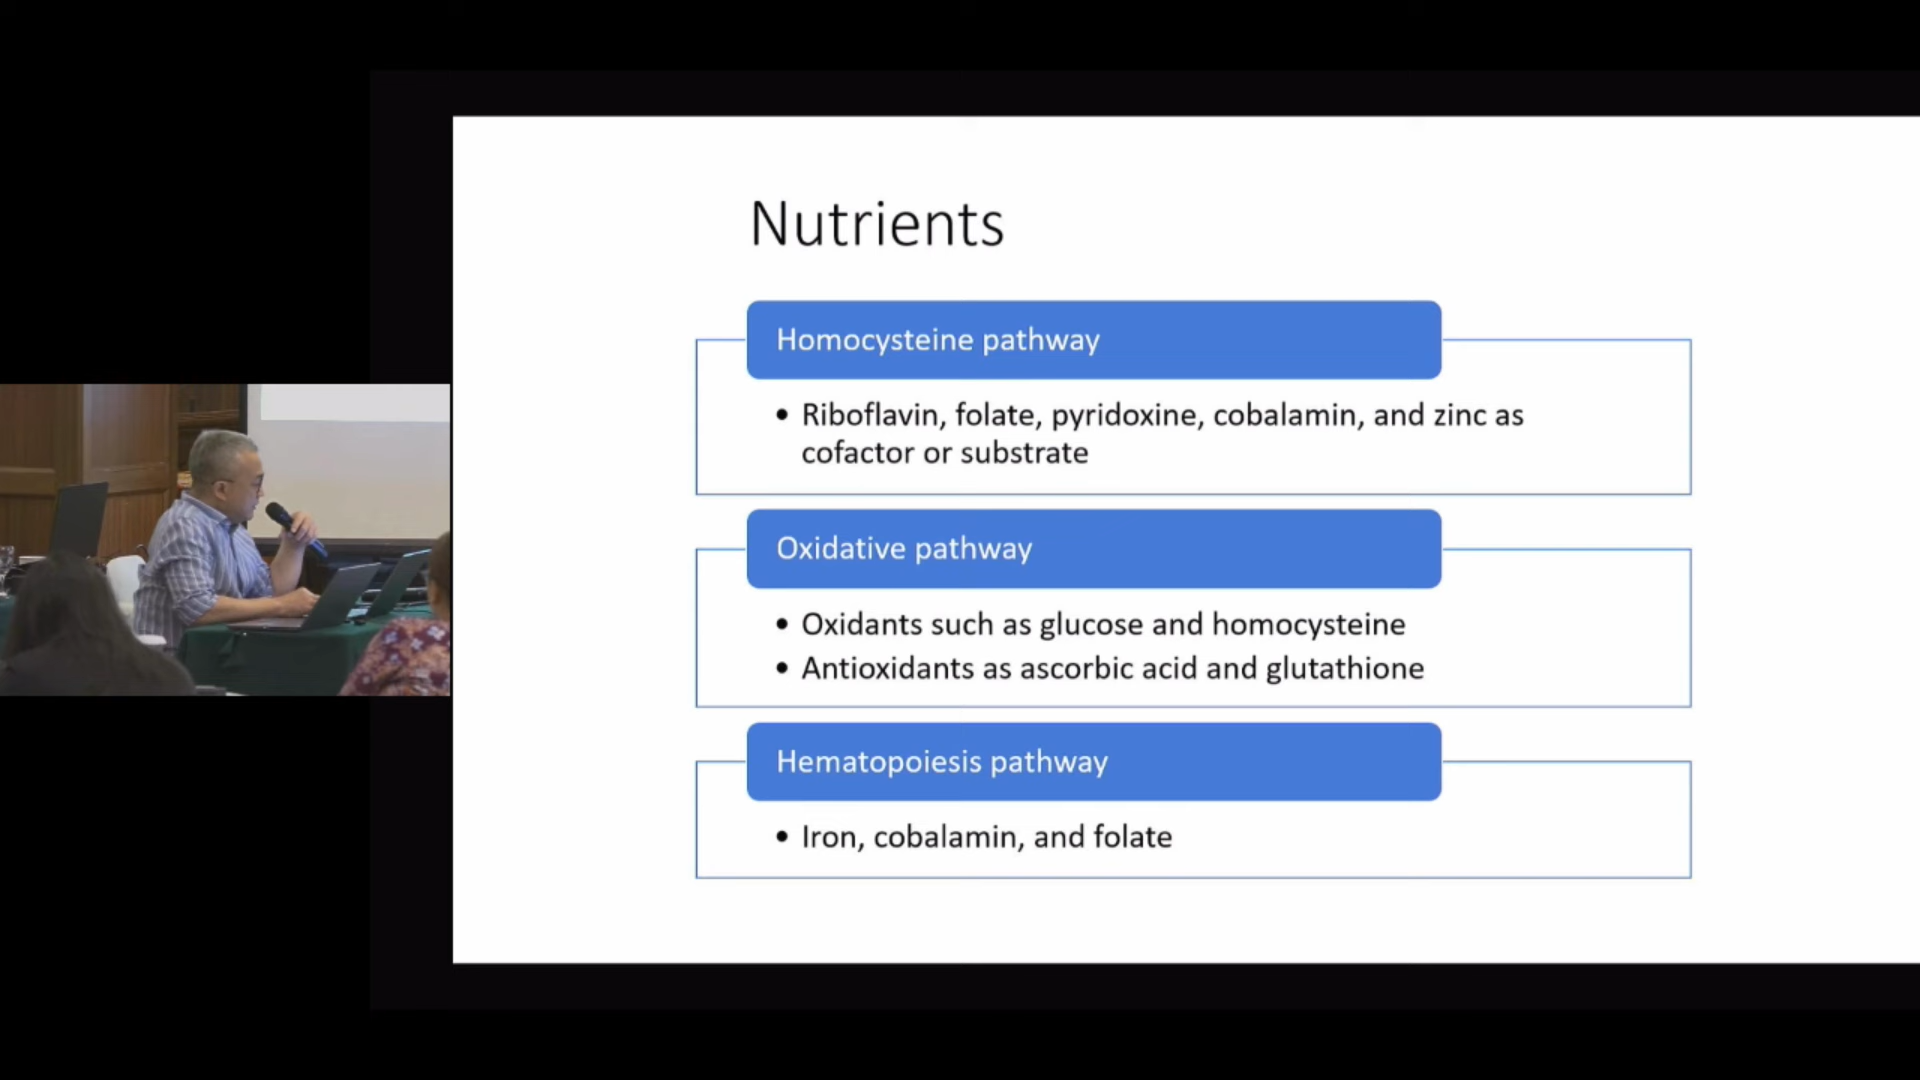 Nutrients
Homocysteine pathway
• Riboflavin, folate, pyridoxine, cobalamin, and zinc as
cofactor or substrate
Oxidative pathway
• Oxidants such as glucose and homocysteine
• Antioxidants as ascorbic acid and glutathione
Hematopoiesis pathway
• Iron, cobalamin, and folate